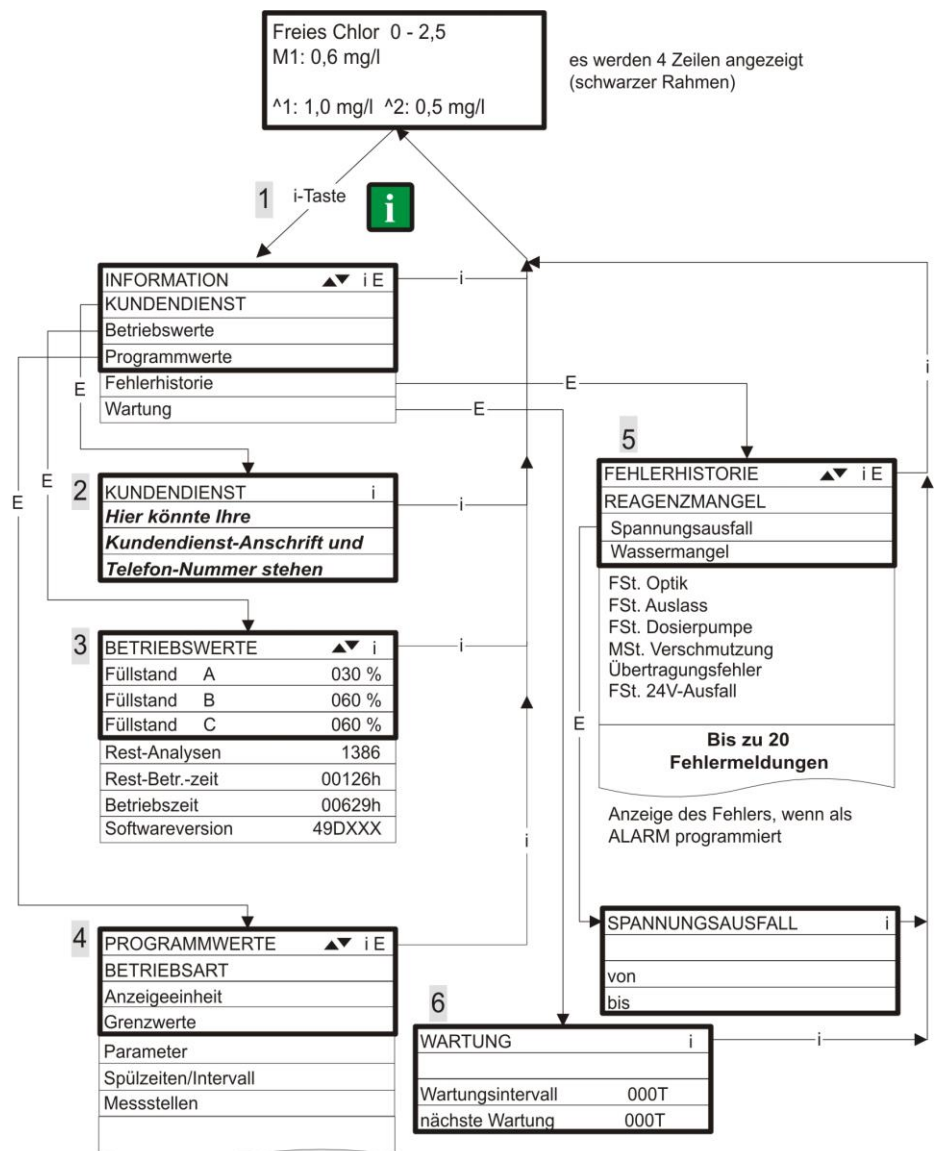 Freies Chlor 0 - 2,5
M1: 0,6 mg/l
^1: 1,0 mg/l ^2: 0,5 mg/l
es werden 4 Zeilen angezeigt
(schwarzer Rahmen)
1 i-Taste
i
INFORMATION ▲▼ i E
KUNDENDIENST
Betriebswerte
Programmwerte
Fehlerhistorie
Wartung
i
E
E
E
E
E
i
2
KUNDENDIENST i
Hier könnte Ihre
Kundendienst-Anschrift und
Telefon-Nummer stehen
i
3
BETRIEBSWERTE ▲▼ i
Füllstand A 030 %
Füllstand B 060 %
Füllstand C 060 %
Rest-Analysen 1386
Rest-Betr.-zeit 00126h
Betriebszeit 00629h
Softwareversion 49DXXX
i
i
4
PROGRAMMWERTE ▲▼ i E
BETRIEBSART
Anzeigeeinheit
Grenzwerte
Parameter
Spülzeiten/Intervall
Messstellen
5
FEHLERHISTORIE ▲▼ i E
REAGENZMANGEL
Spannungsausfall
Wassermangel
FSt. Optik
FSt. Auslass
FSt. Dosierpumpe
MSt. Verschmutzung
Übertragungsfehler
FSt. 24V-Ausfall
E
Bis zu 20
Fehlermeldungen
Anzeige des Fehlers, wenn als
ALARM programmiert
SPANNUNGSAUSFALL i
von
bis
6
WARTUNG i
Wartungsintervall 000T
nächste Wartung 000T
i